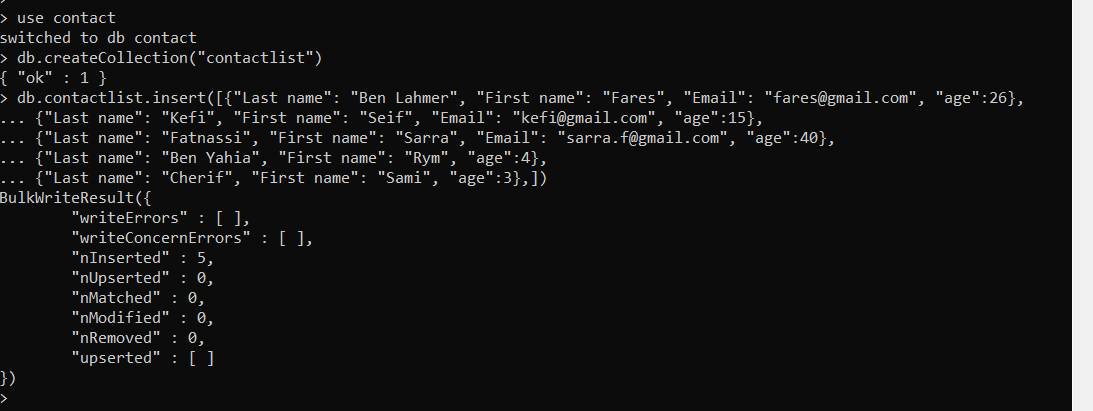 >
> use contact
switched to db contact
> db.createCollection("contactlist")
{ "ok" : 1 }
> db.contactlist.insert([{"Last name": "Ben Lahmer", "First name": "Fares", "Email": "fares@gmail.com", "age":26},
... {"Last name": "Kefi", "First name": "Seif", "Email": "kefi@gmail.com", "age":15},
... {"Last name": "Fatnassi", "First name": "Sarra", "Email": "sarra.f@gmail.com", "age":40},
... {"Last name": "Ben Yahia", "First name": "Rym", "age":4},
... {"Last name": "Cherif", "First name": "Sami", "age":3},])
BulkWriteResult({
        "writeErrors" : [ ],
        "writeConcernErrors" : [ ],
        "nInserted" : 5,
        "nUpserted" : 0,
        "nMatched" : 0,
        "nModified" : 0,
        "nRemoved" : 0,
        "upserted" : [ ]
})
>